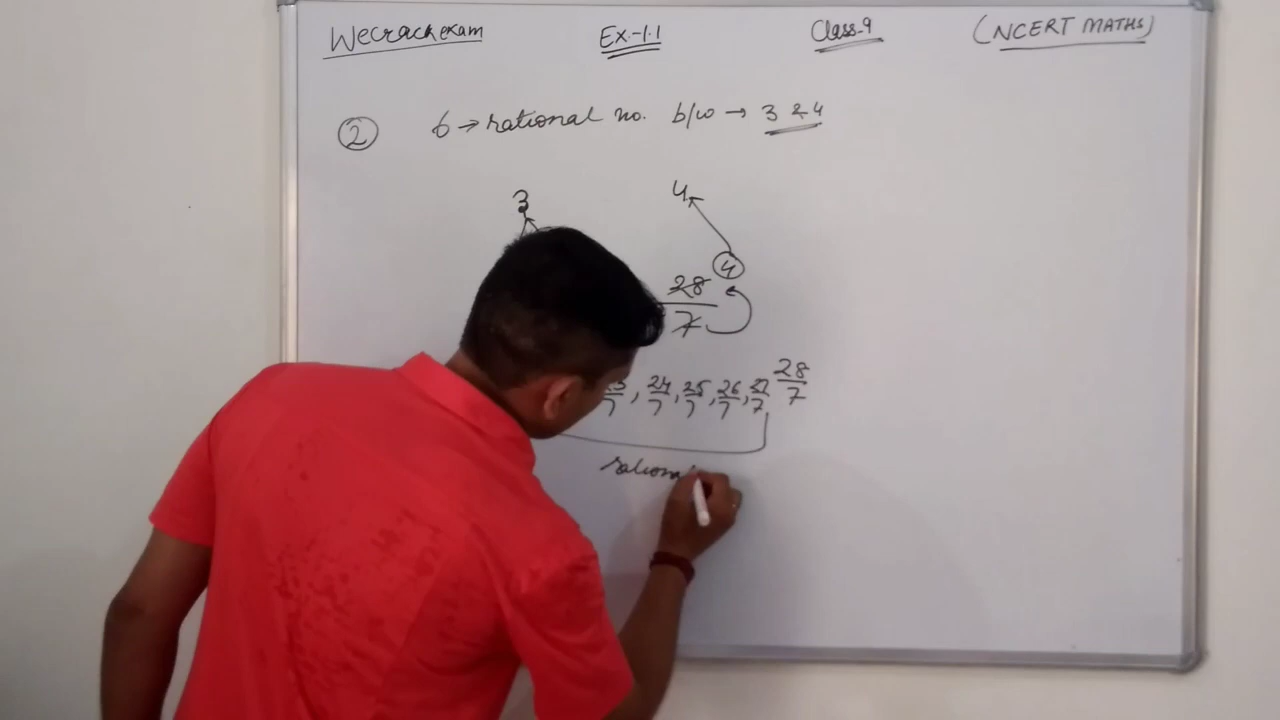 Wecrackexam Ex.-1.1 Class-9 (NCERT MATHS)
② 6 → rational no. b/w → 3 & 4
3 4
④
28
7
24/7, 25/7, 26/7, 27/7 28/7
rational